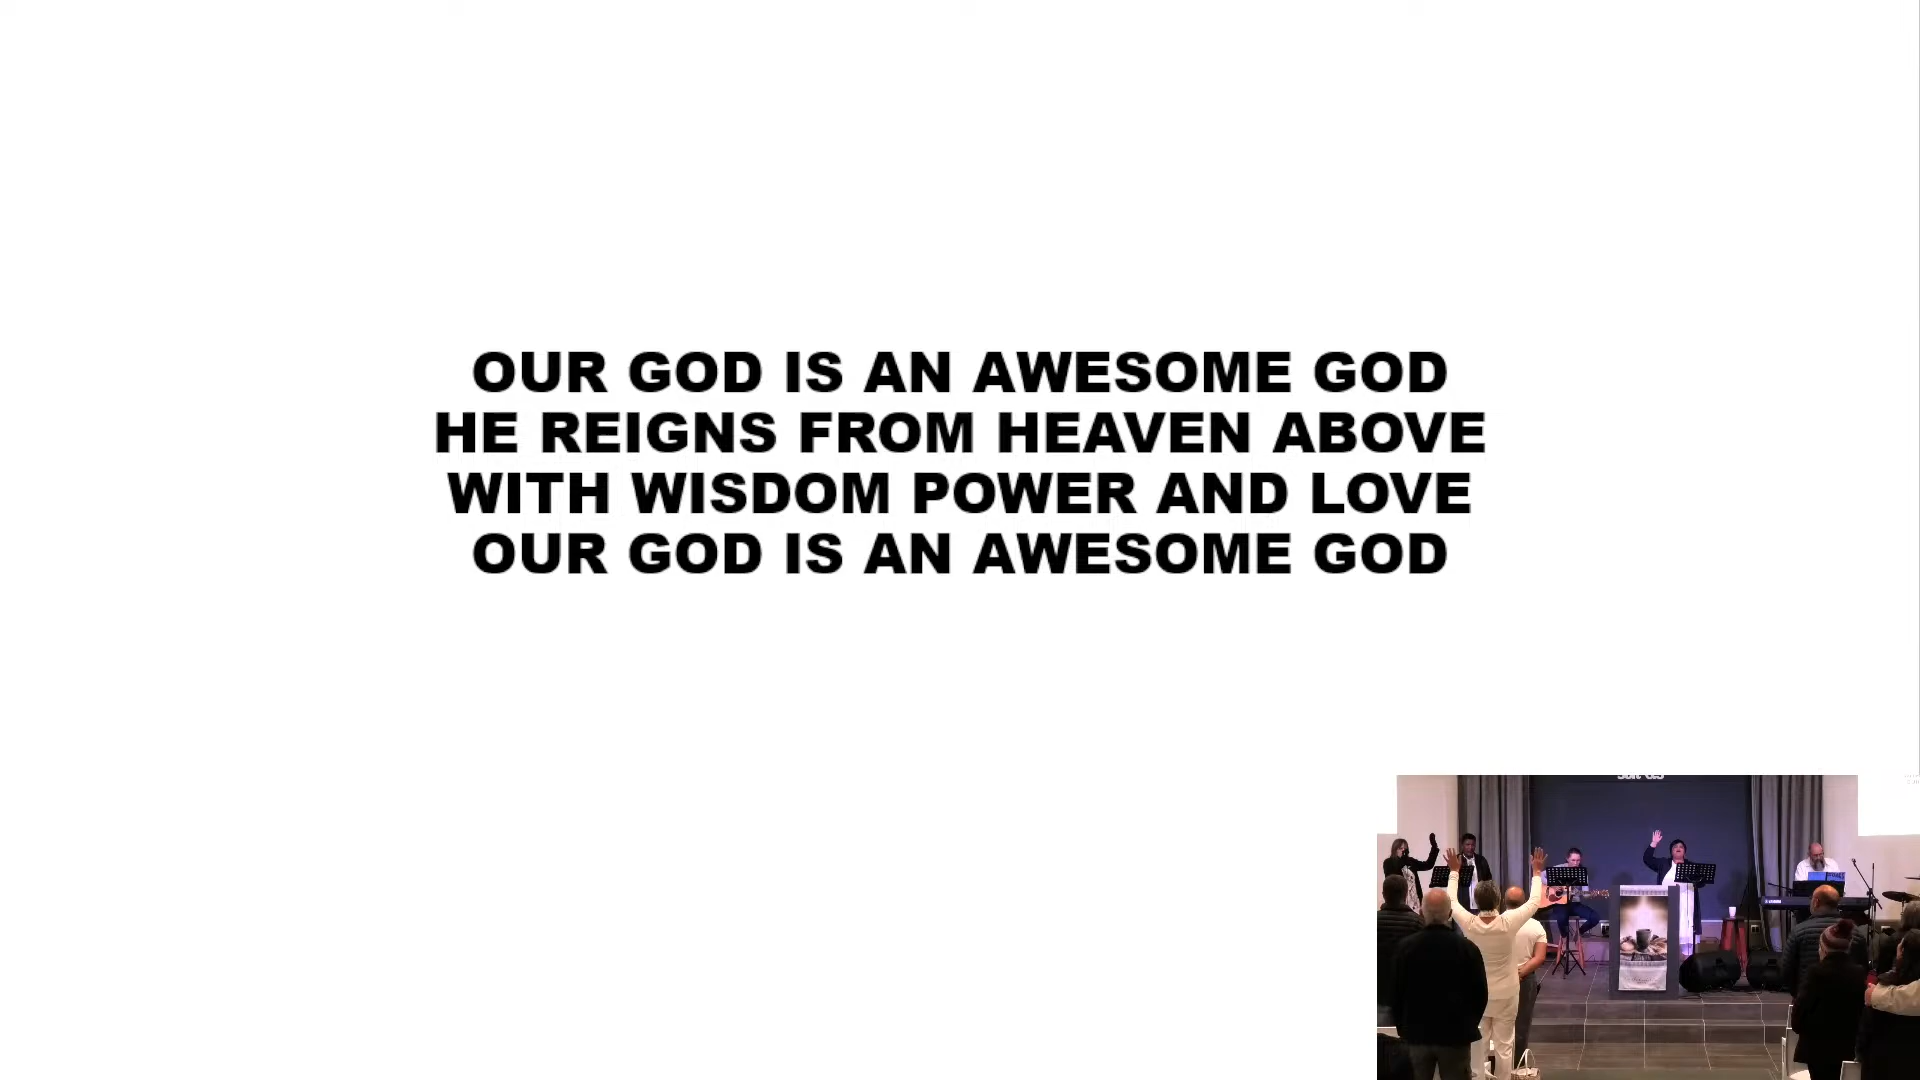 OUR GOD IS AN AWESOME GOD
HE REIGNS FROM HEAVEN ABOVE
WITH WISDOM POWER AND LOVE
OUR GOD IS AN AWESOME GOD